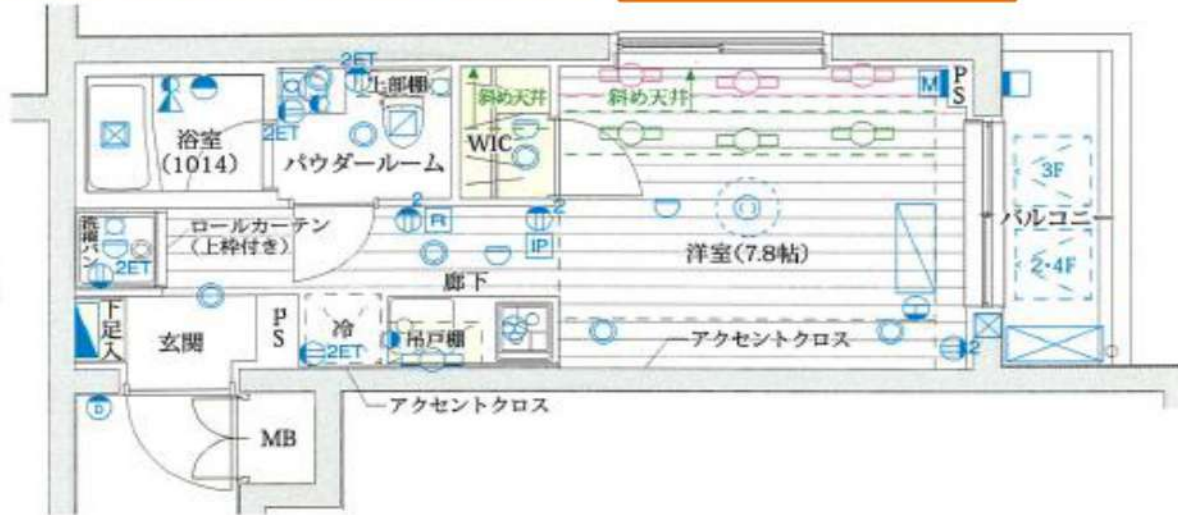 2ET
上部棚
斜め天井
斜め天井
M
PS
浴室
(1014)
2ET
パウダールーム
WIC
3F
バルコニー
2・4F
洗濯パン
2ET
ロールカーテン
(上枠付き)
2
R
2
IP
洋室(7.8帖)
廊下
下足入
玄関
PS
冷
2ET
吊戸棚
アクセントクロス
2
アクセントクロス
D
MB